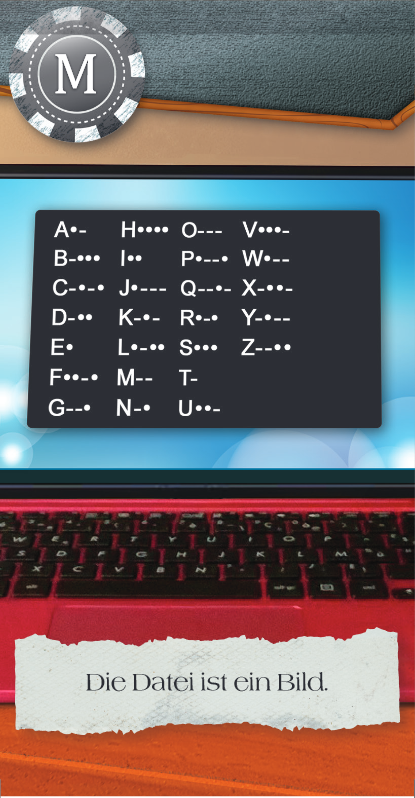 M
A•- H•••• O--- V•••-
B-••• I•• P•--• W•--
C-•-• J•--- Q--•- X-••-
D-•• K-•- R•-• Y-•--
E• L•-•• S••• Z--••
F••-• M-- T-
G--• N-• U••-
W E R T Y U I O P
S D F G H J K L
X C V B N
Die Datei ist ein Bild.